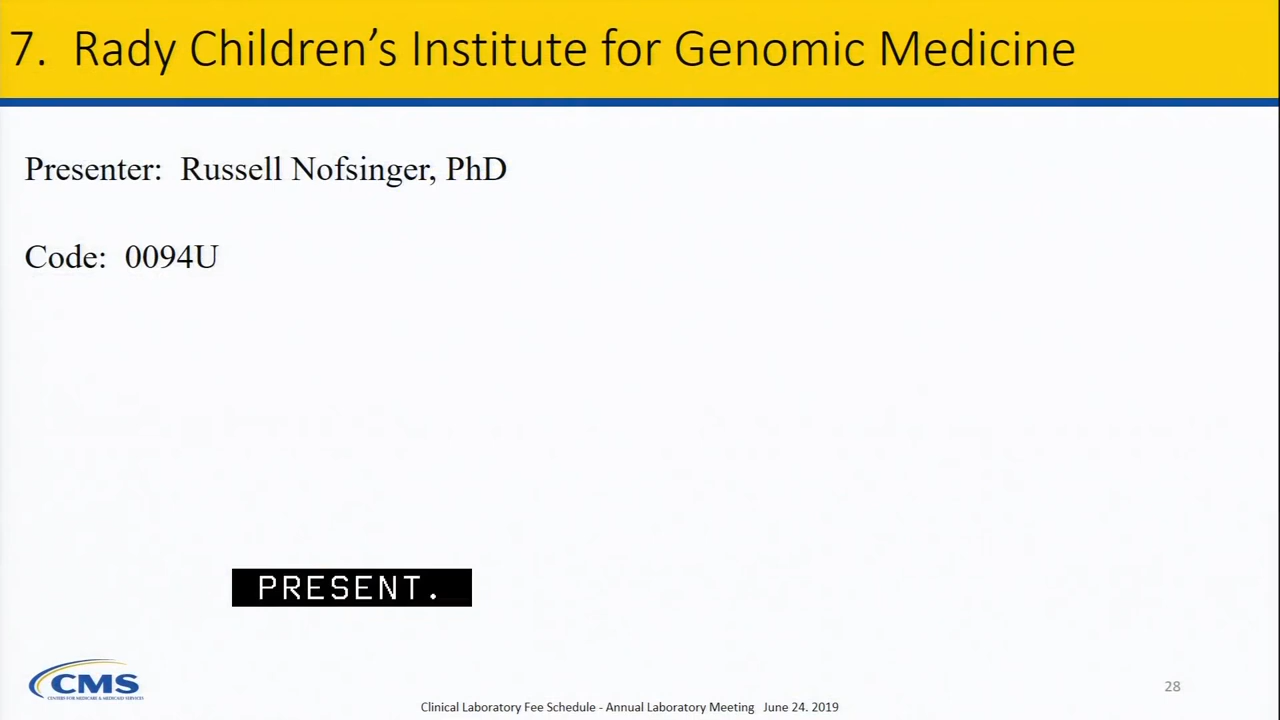 7. Rady Children's Institute for Genomic Medicine
Presenter: Russell Nofsinger, PhD
Code: 0094U
PRESENT.
CMS
CENTERS FOR MEDICARE & MEDICAID SERVICES
28
Clinical Laboratory Fee Schedule - Annual Laboratory Meeting June 24. 2019